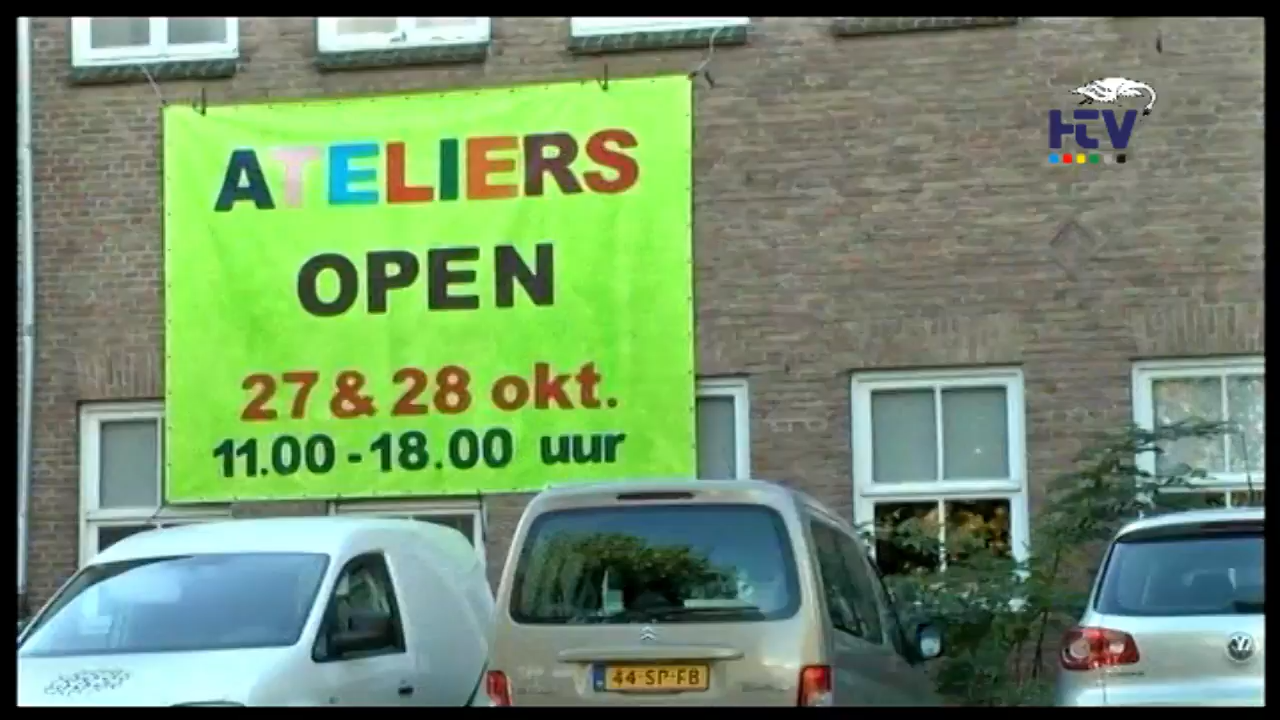 ATELIERS
OPEN
27 & 28 okt.
11.00 - 18.00 uur
HTV
44-SP-FB